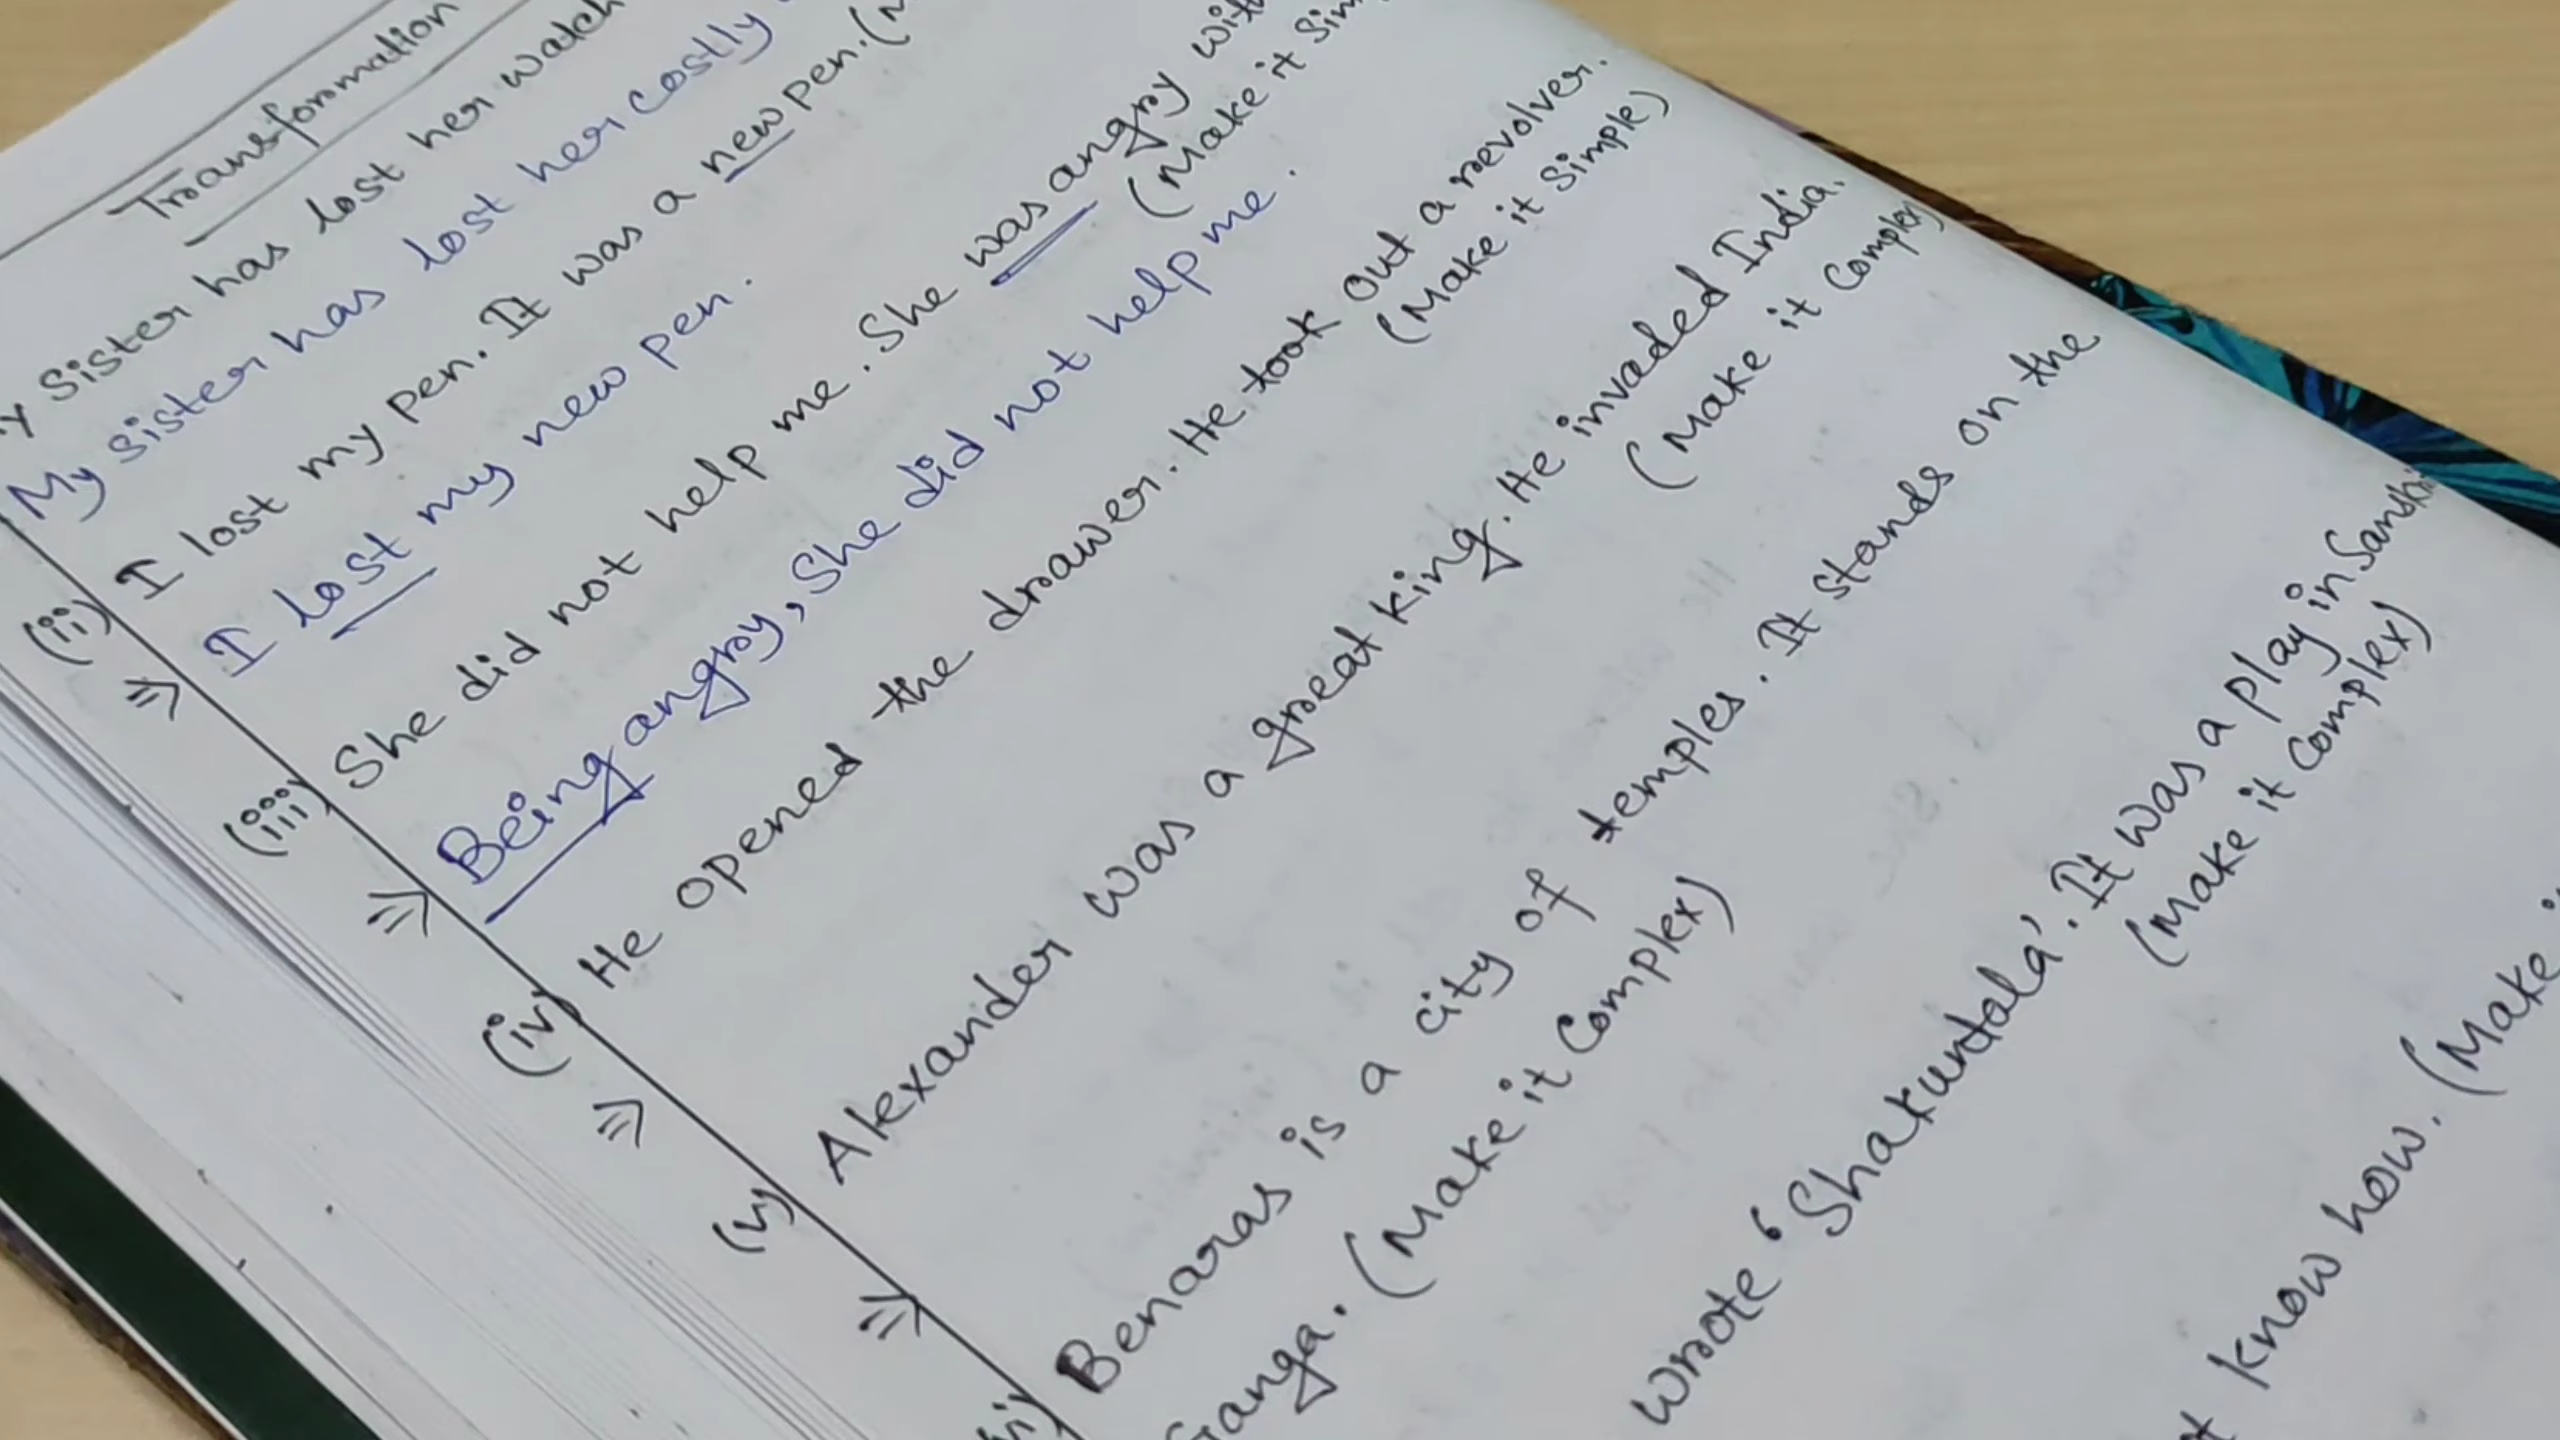 Transformation
Sister has lost her watch
My sister has lost her costly
(ii) I lost my pen. It was a new pen.
⇒ I lost my new pen.
(iii) She did not help me. She was angry
(Make it
⇒ Being angry, She did not help me.
(iv) He opened the drawer. He took out a revolver.
(Make it Simple)
⇒
(v) Alexander was a great king. He invaded India.
(Make it Complex)
⇒
Benaras is a city of temples. It stands on the
Ganga. (Make it Complex)
wrote 'Shakuntala'. It was a play in
(Make it Complex)
know how. (Make